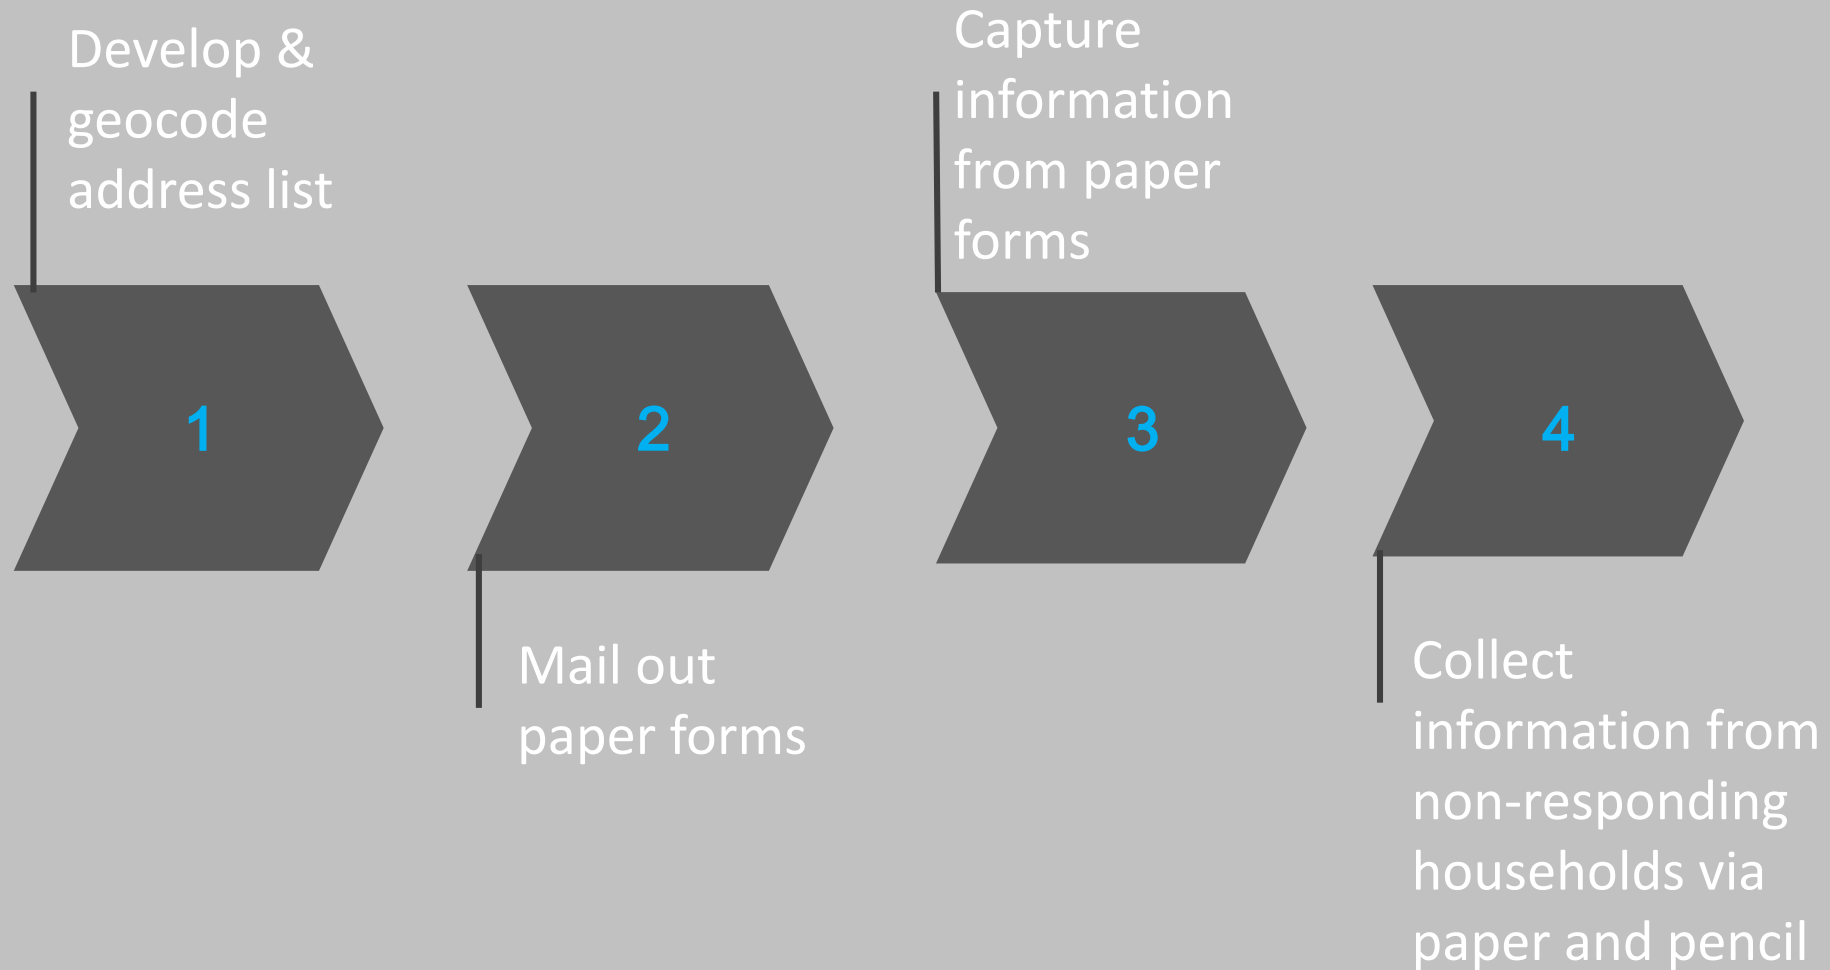 Develop &
geocode
address list
1
Mail out
paper forms
2
Capture
information
from paper
forms
3
Collect
information from
non-responding
households via
paper and pencil
4